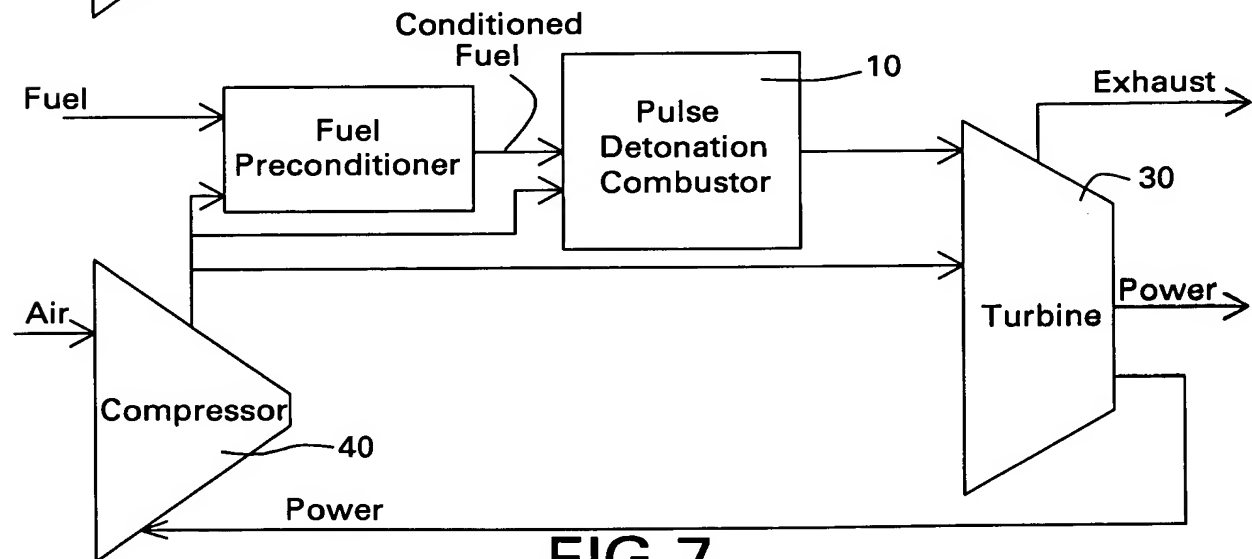 Conditioned
Fuel
10
Fuel
Fuel
Preconditioner
Pulse
Detonation
Combustor
Exhaust
30
Air
Compressor
40
Turbine
Power
Power
FIG. 7